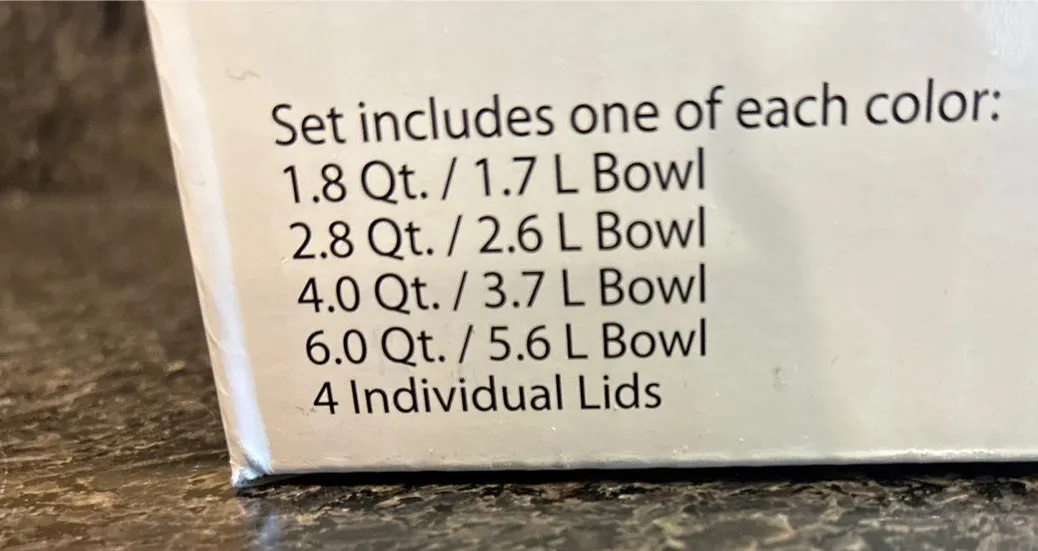 Set includes one of each color:
1.8 Qt. / 1.7 L Bowl
2.8 Qt. / 2.6 L Bowl
4.0 Qt. / 3.7 L Bowl
6.0 Qt. / 5.6 L Bowl
4 Individual Lids